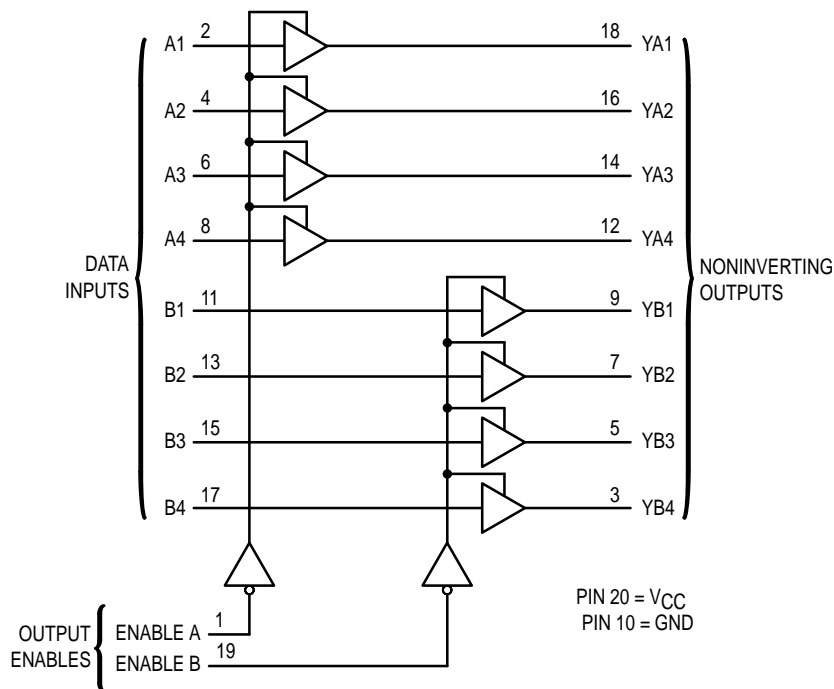 A1 2 18 YA1
A2 4 16 YA2
A3 6 14 YA3
A4 8 12 YA4
DATA
INPUTS
NONINVERTING
OUTPUTS
B1 11 9 YB1
B2 13 7 YB2
B3 15 5 YB3
B4 17 3 YB4
PIN 20 = VCC
PIN 10 = GND
OUTPUT
ENABLES
ENABLE A 1
ENABLE B 19